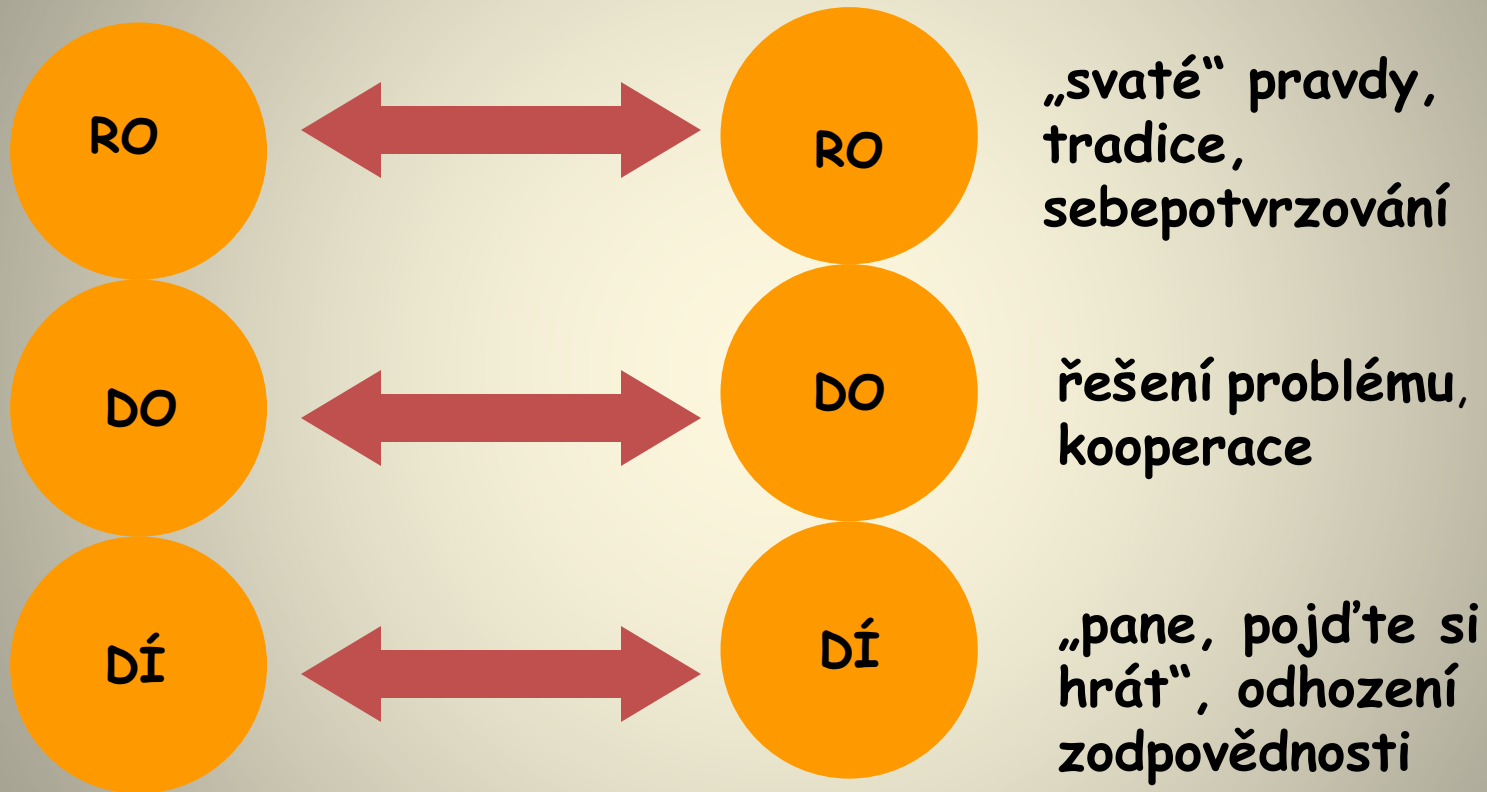 RO
RO
„svaté“ pravdy,
tradice,
sebepotvrzování
DO
DO
řešení problému,
kooperace
DÍ
DÍ
„pane, pojďte si
hrát“, odhození
zodpovědnosti